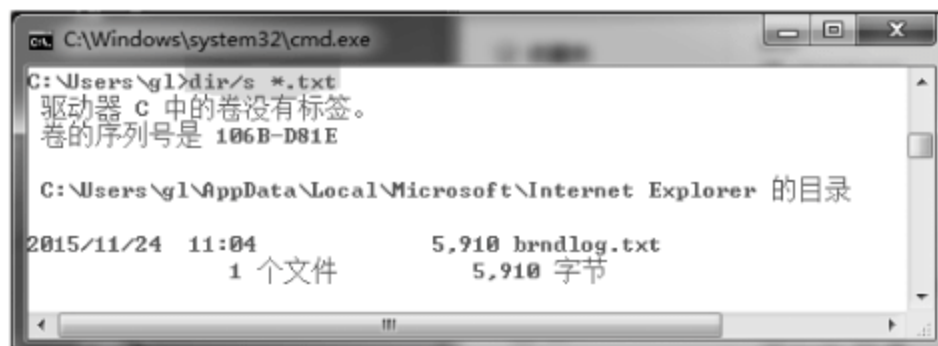 C:\Windows\system32\cmd.exe
C:\Users\gl>dir/s *.txt
驱动器 C 中的卷没有标签。
卷的序列号是 106B-D81E
C:\Users\gl\AppData\Local\Microsoft\Internet Explorer 的目录
2015/11/24  11:04             5,910 brndlog.txt
1 个文件          5,910 字节